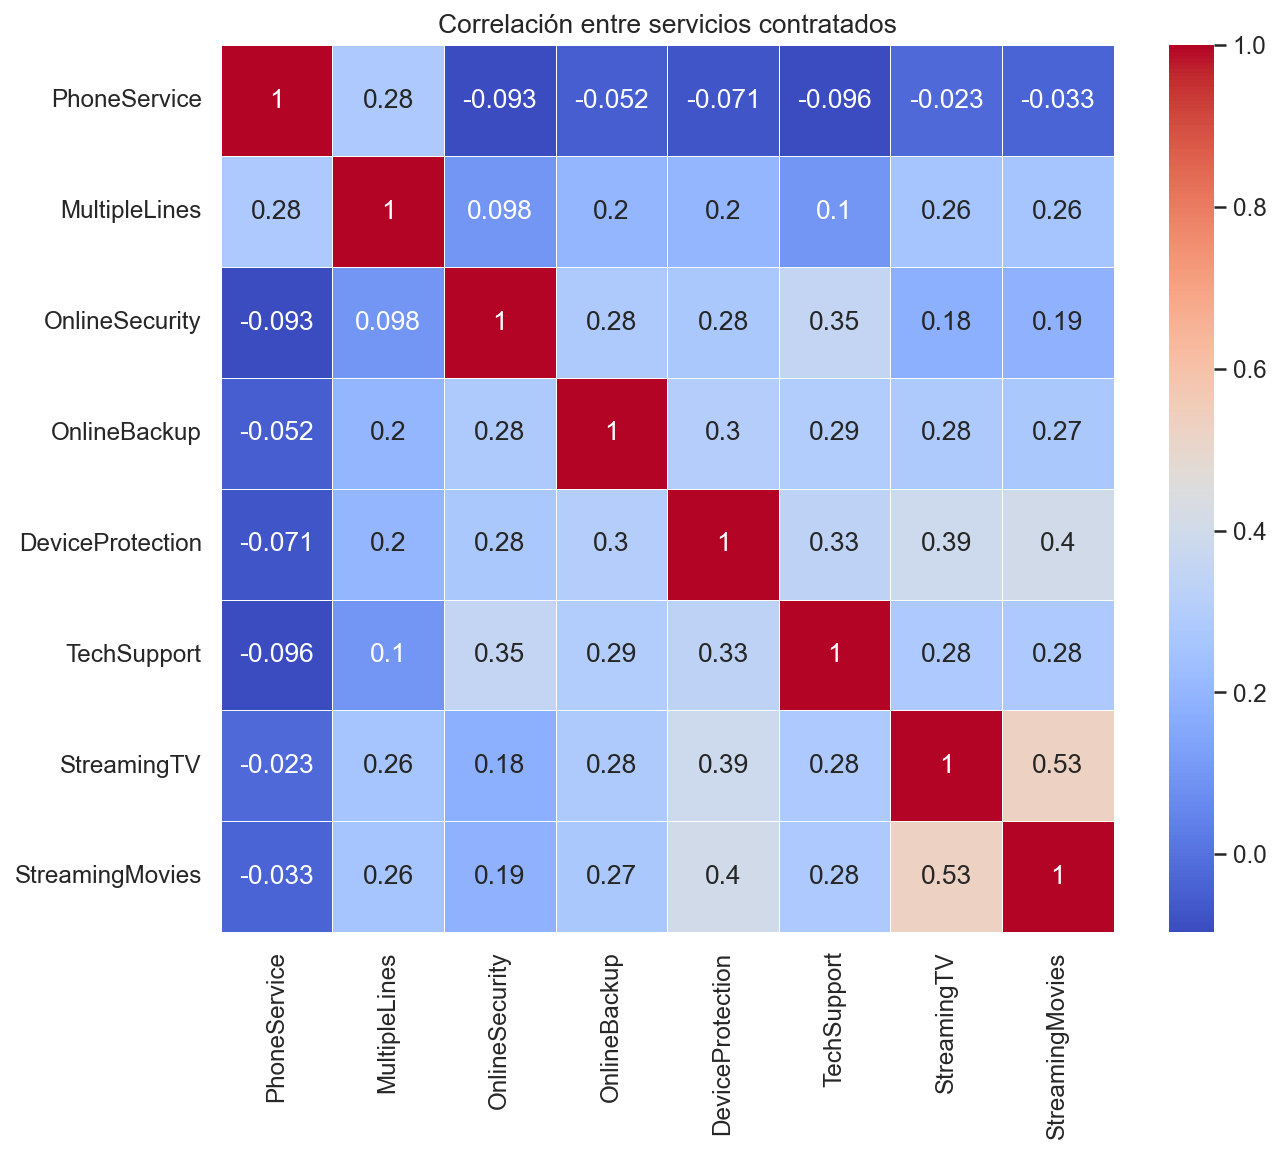 Correlación entre servicios contratados
PhoneService 1 0.28 -0.093 -0.052 -0.071 -0.096 -0.023 -0.033
MultipleLines 0.28 1 0.098 0.2 0.2 0.1 0.26 0.26
OnlineSecurity -0.093 0.098 1 0.28 0.28 0.35 0.18 0.19
OnlineBackup -0.052 0.2 0.28 1 0.3 0.29 0.28 0.27
DeviceProtection -0.071 0.2 0.28 0.3 1 0.33 0.39 0.4
TechSupport -0.096 0.1 0.35 0.29 0.33 1 0.28 0.28
StreamingTV -0.023 0.26 0.18 0.28 0.39 0.28 1 0.53
StreamingMovies -0.033 0.26 0.19 0.27 0.4 0.28 0.53 1
PhoneService
MultipleLines
OnlineSecurity
OnlineBackup
DeviceProtection
TechSupport
StreamingTV
StreamingMovies
1.0
0.8
0.6
0.4
0.2
0.0